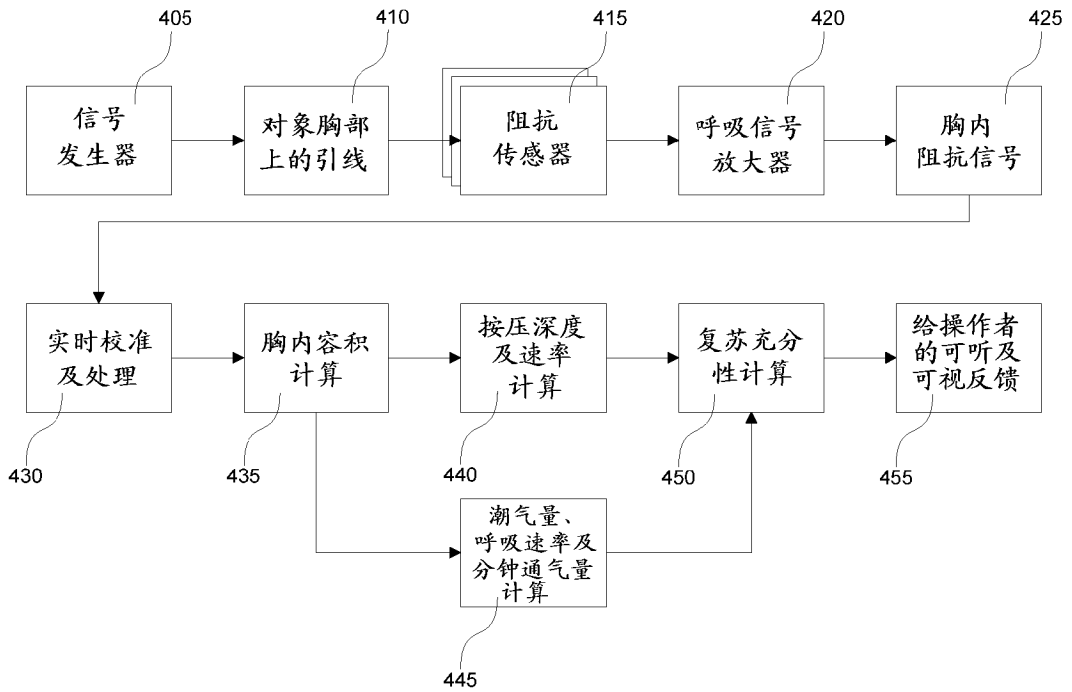 405
410
415
420
425
信号
发生器
对象胸部
上的引线
阻抗
传感器
呼吸信号
放大器
胸内
阻抗信号
实时校准
及处理
胸内容积
计算
按压深度
及速率
计算
复苏充分
性计算
给操作者
的可听及
可视反馈
430
435
440
450
455
潮气量、
呼吸速率及
分钟通气量
计算
445